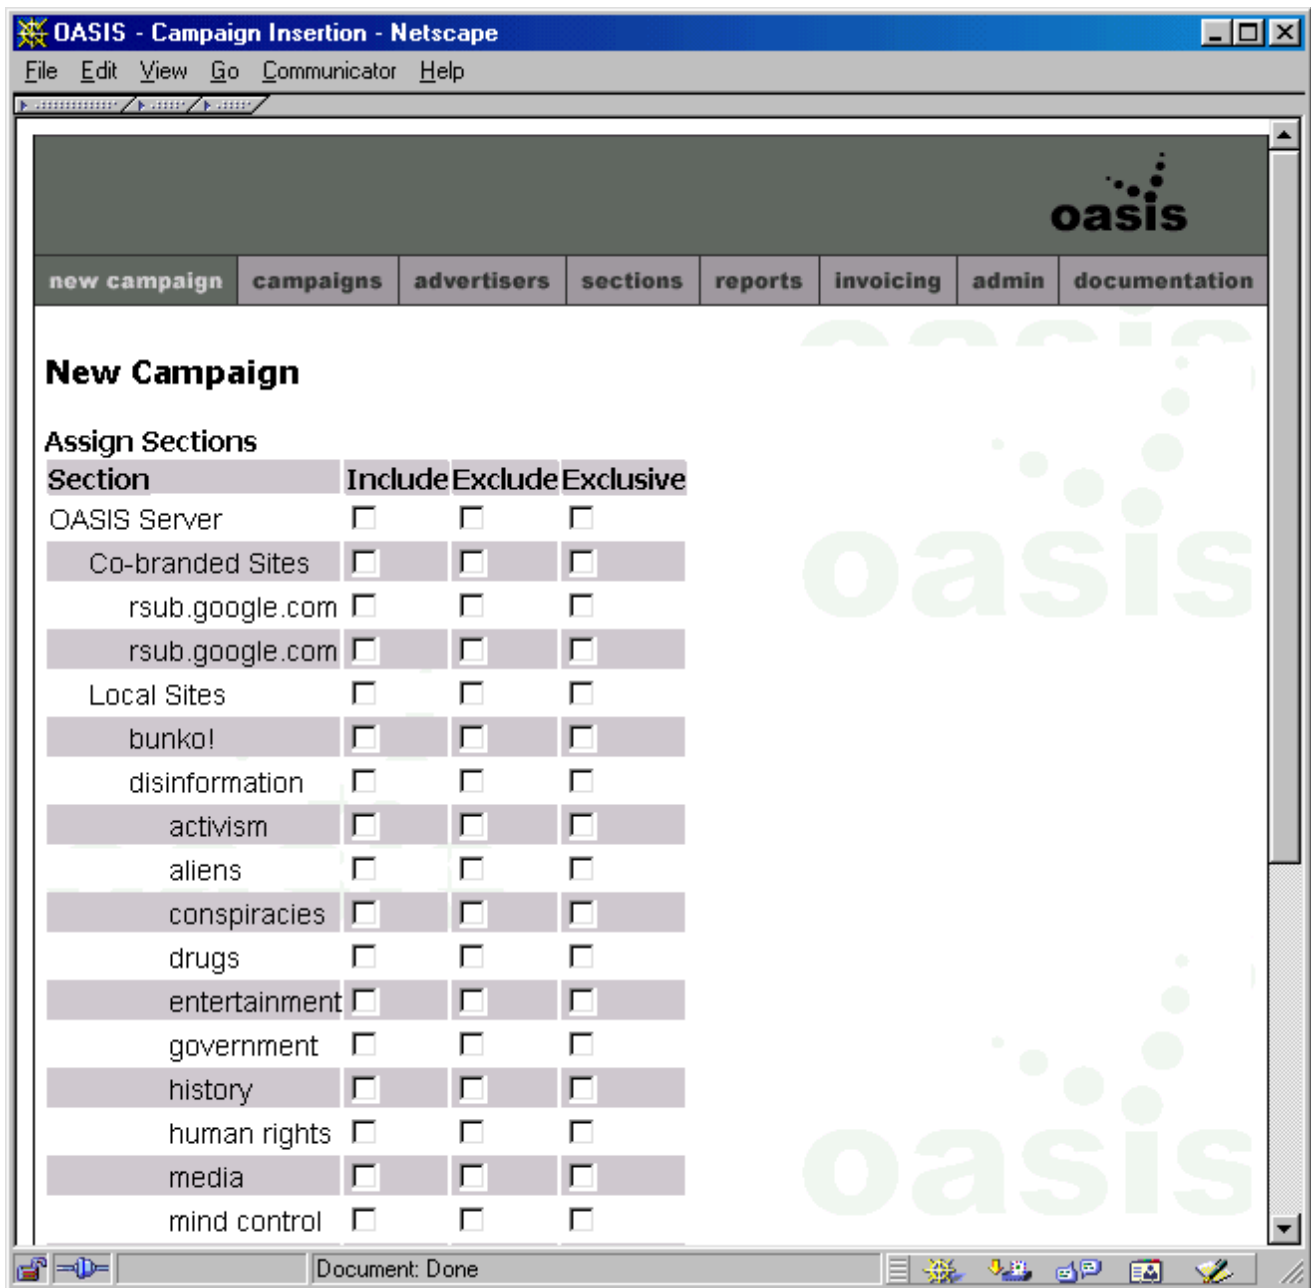 OASIS - Campaign Insertion - Netscape
File Edit View Go Communicator Help
oasis
new campaign campaigns advertisers sections reports invoicing admin documentation
New Campaign
Assign Sections
Section Include Exclude Exclusive
OASIS Server
Co-branded Sites
rsub.google.com
rsub.google.com
Local Sites
bunko!
disinformation
activism
aliens
conspiracies
drugs
entertainment
government
history
human rights
media
mind control
oasis
oasis
oasis
Document: Done